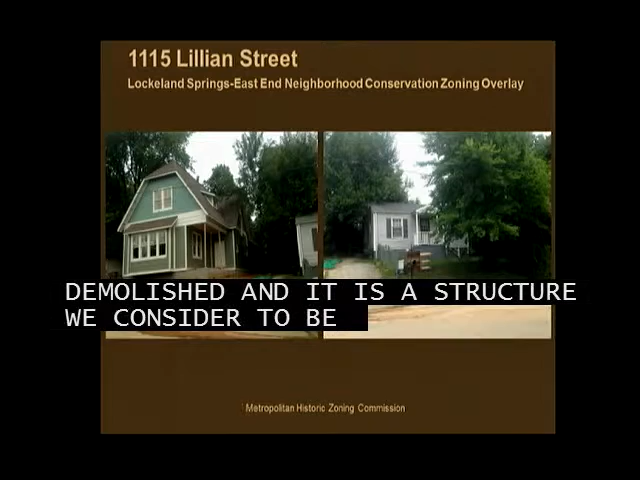 1115 Lillian Street
Lockeland Springs-East End Neighborhood Conservation Zoning Overlay
DEMOLISHED AND IT IS A STRUCTURE
WE CONSIDER TO BE
Metropolitan Historic Zoning Commission